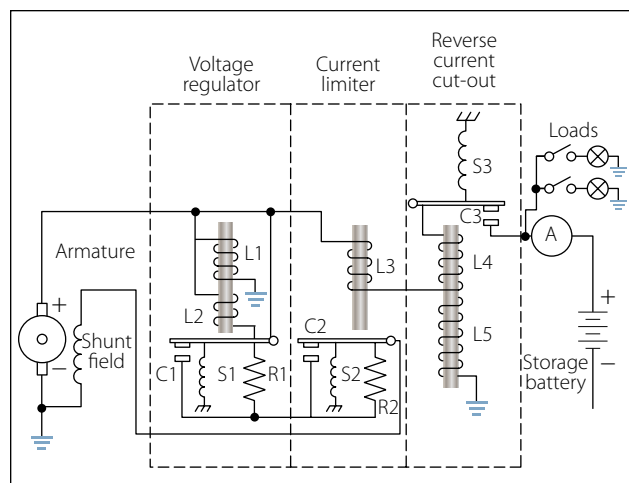 Voltage
regulator
Current
limiter
Reverse
current
cut-out
Loads
S3
C3
A
Armature
L1
L3
L4
L2
+
C2
L5
+
Shunt
field
−
C1
S1
R1
S2
R2
Storage
battery
−